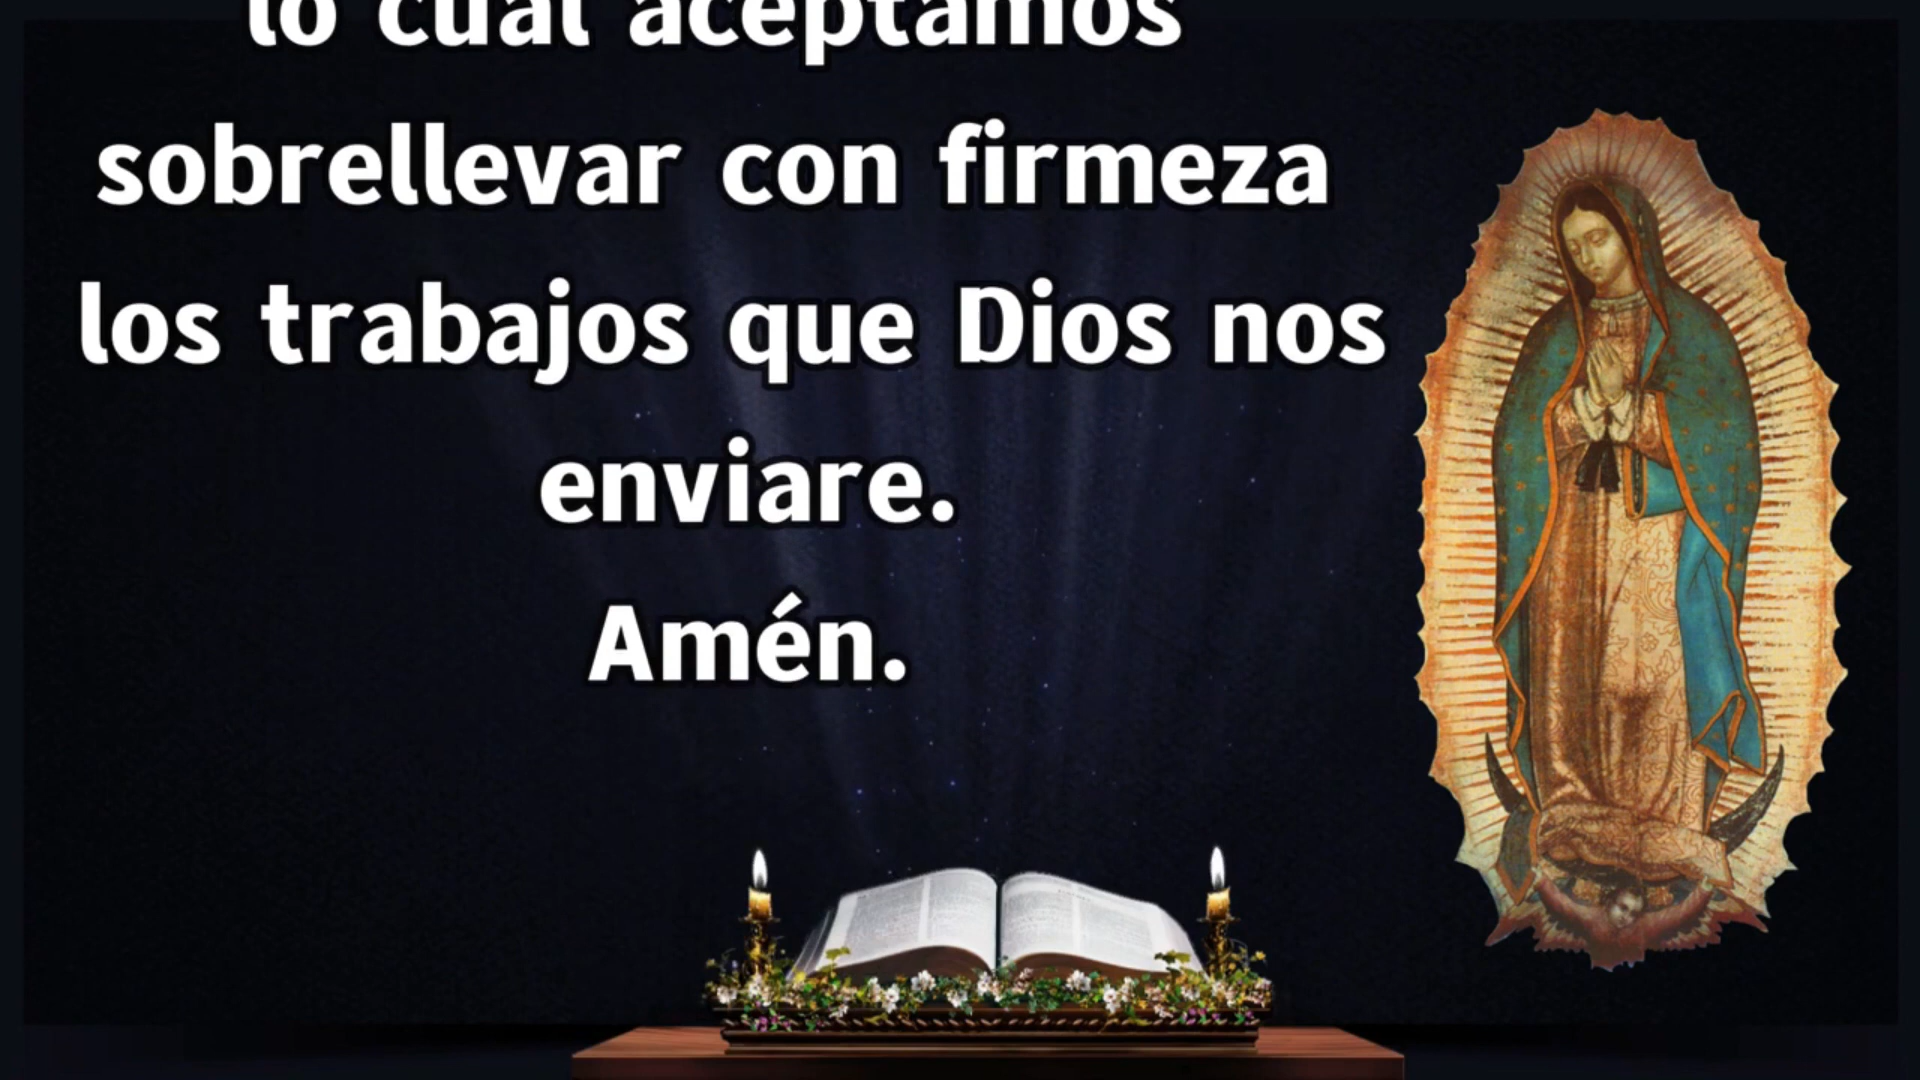 lo cual aceptamos
sobrellevar con firmeza
los trabajos que Dios nos
enviare.
Amén.